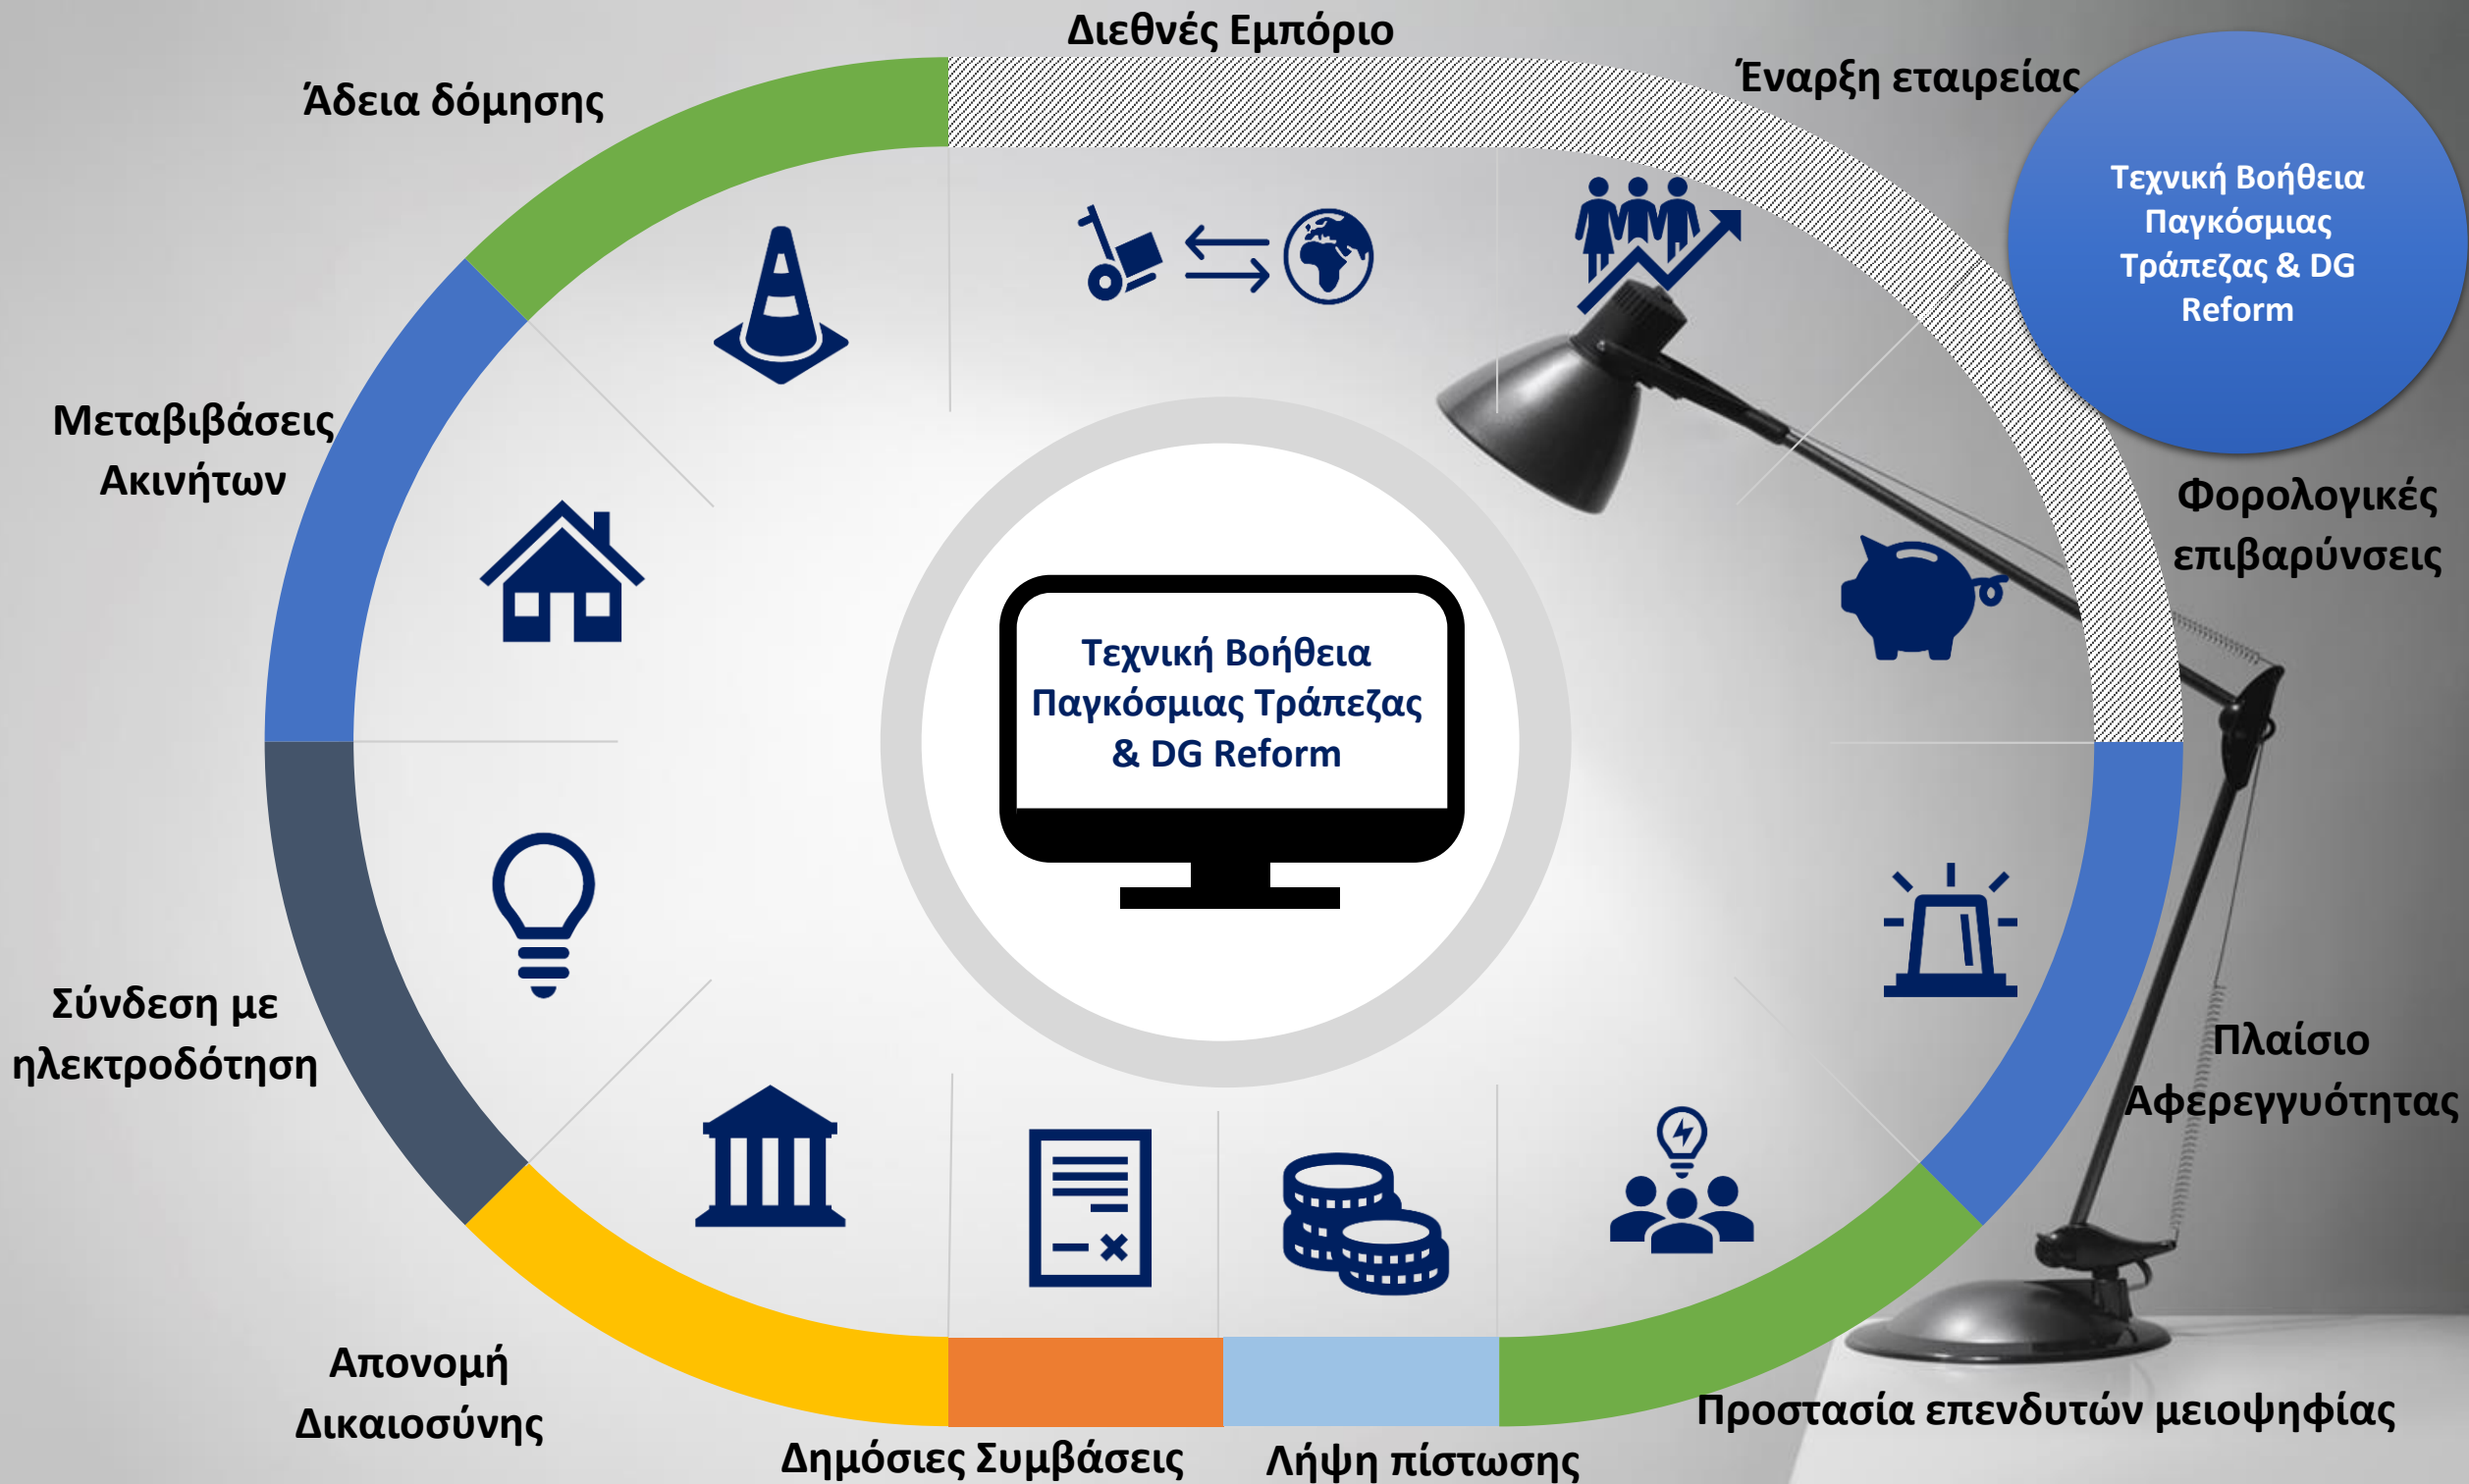 Διεθνές Εμπόριο
Άδεια δόμησης
Έναρξη εταιρείας
Τεχνική Βοήθεια
Παγκόσμιας
Τράπεζας & DG
Reform
Μεταβιβάσεις
Ακινήτων
Φορολογικές
επιβαρύνσεις
Τεχνική Βοήθεια
Παγκόσμιας Τράπεζας
& DG Reform
Σύνδεση με
ηλεκτροδότηση
Πλαίσιο
Αφερεγγυότητας
Απονομή
Δικαιοσύνης
Προστασία επενδυτών μειοψηφίας
Δημόσιες Συμβάσεις
Λήψη πίστωσης